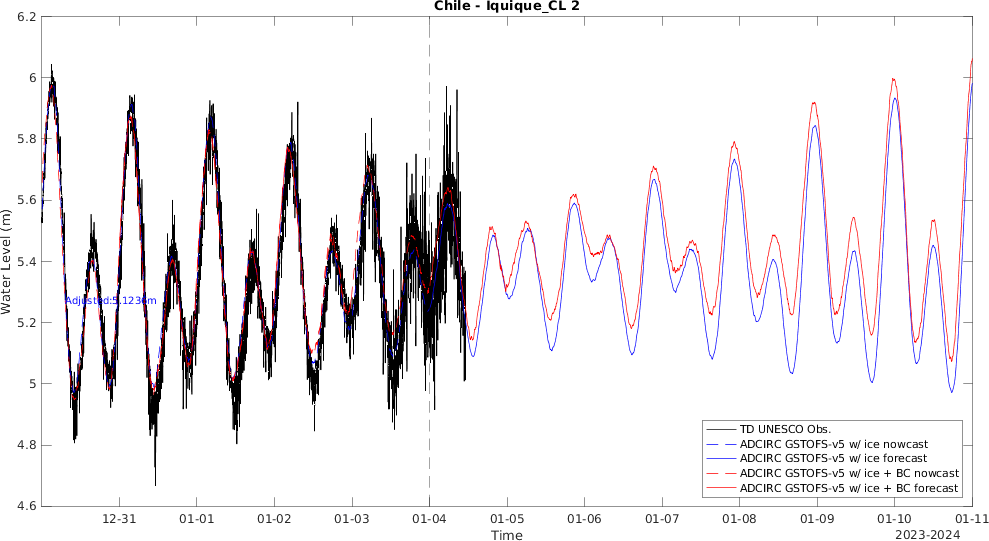 Chile - Iquique_CL 2
6.2
6
5.8
5.6
5.4
5.2
5
4.8
4.6
Water Level (m)
Adjusted:5.1236m
TD UNESCO Obs.
ADCIRC GSTOFS-v5 w/ ice nowcast
ADCIRC GSTOFS-v5 w/ ice forecast
ADCIRC GSTOFS-v5 w/ ice + BC nowcast
ADCIRC GSTOFS-v5 w/ ice + BC forecast
12-31 01-01 01-02 01-03 01-04 01-05 01-06 01-07 01-08 01-09 01-10 01-11
Time
2023-2024